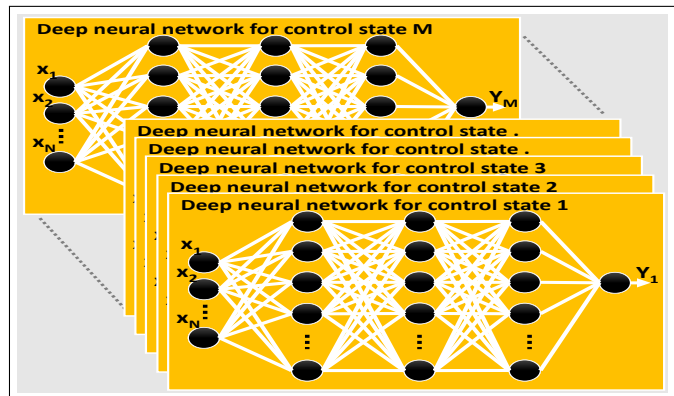 Deep neural network for control state M
x1
x2
xN
YM
Deep neural network for control state .
Deep neural network for control state .
Deep neural network for control state 3
Deep neural network for control state 2
Deep neural network for control state 1
x1
x2
xN
Y1